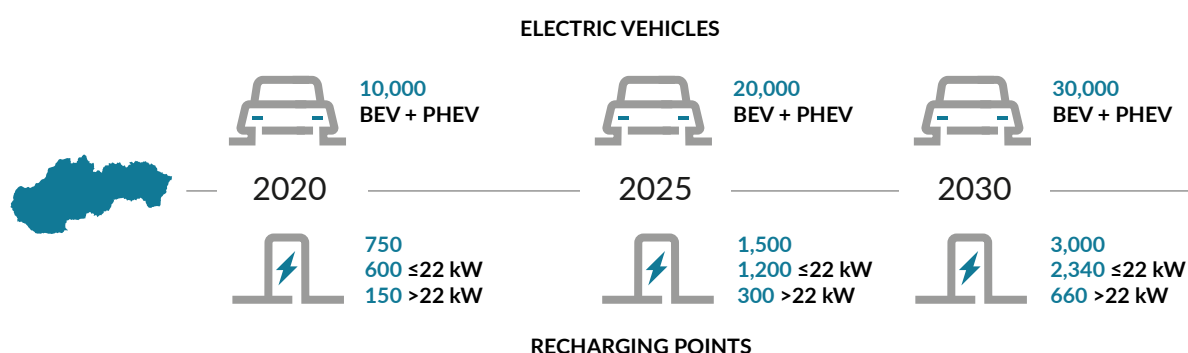 ELECTRIC VEHICLES
10,000
BEV + PHEV
20,000
BEV + PHEV
30,000
BEV + PHEV
2020
2025
2030
750
600 ≤22 kW
150 >22 kW
1,500
1,200 ≤22 kW
300 >22 kW
3,000
2,340 ≤22 kW
660 >22 kW
RECHARGING POINTS